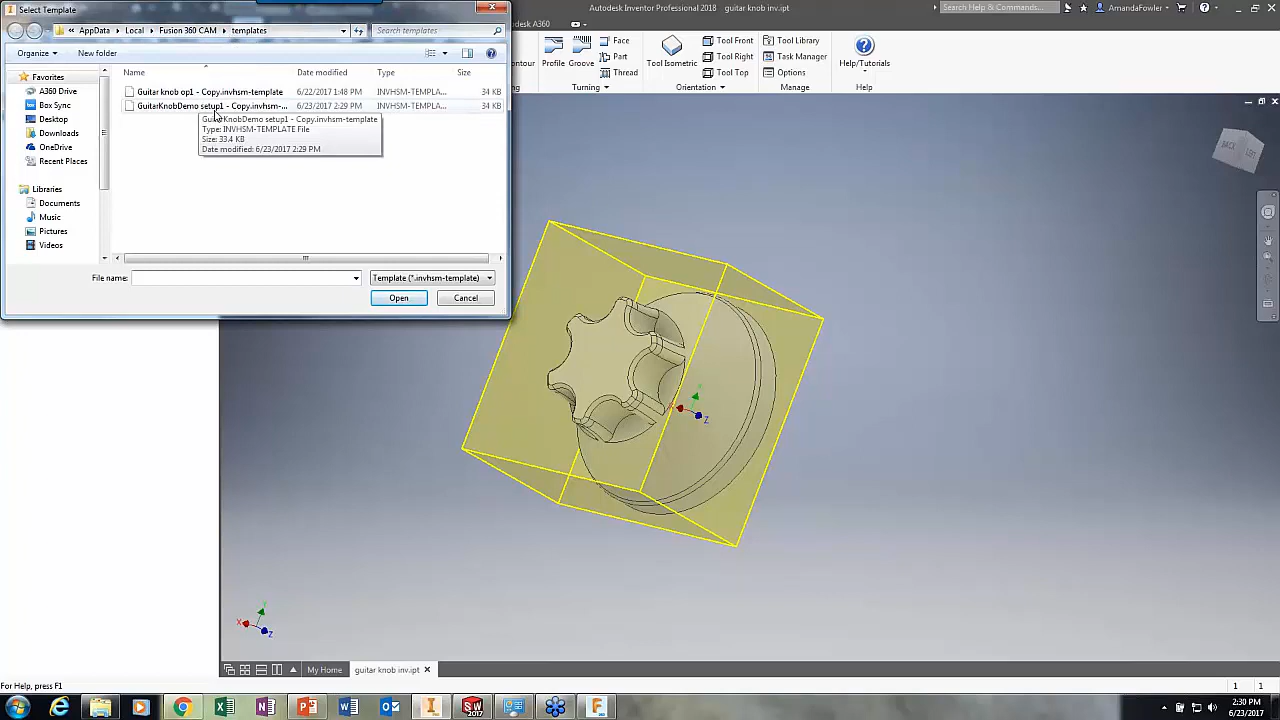 Select Template
Autodesk Inventor Professional 2018
guitar knob inv.ipt
Search Help & Commands...
AmandaFowler
AppData
Local
Fusion 360 CAM
templates
Search templates
Autodesk A360
Organize
New folder
Favorites
A360 Drive
Box Sync
Desktop
Downloads
OneDrive
Recent Places
Libraries
Documents
Music
Pictures
Videos
Name
Date modified
Type
Size
Guitar knob op1 - Copy.invhsm-template
6/22/2017 1:48 PM
INVHSM-TEMPLA...
34 KB
GuitarKnobDemo setup1 - Copy.invhsm-...
6/23/2017 2:29 PM
INVHSM-TEMPLA...
34 KB
GuitarKnobDemo setup1 - Copy.invhsm-template
Type: INVHSM-TEMPLATE File
Size: 33.4 KB
Date modified: 6/23/2017 2:29 PM
File name:
Template (*.invhsm-template)
Open
Cancel
Profile
Groove
Face
Part
Thread
Turning
Tool Isometric
Tool Front
Tool Right
Tool Top
Orientation
Tool Library
Task Manager
Options
Manage
Help/Tutorials
Help
BACK
LEFT
Y
X
Z
Y
Z
My Home
guitar knob inv.ipt
For Help, press F1
1
1
2:30 PM
6/23/2017